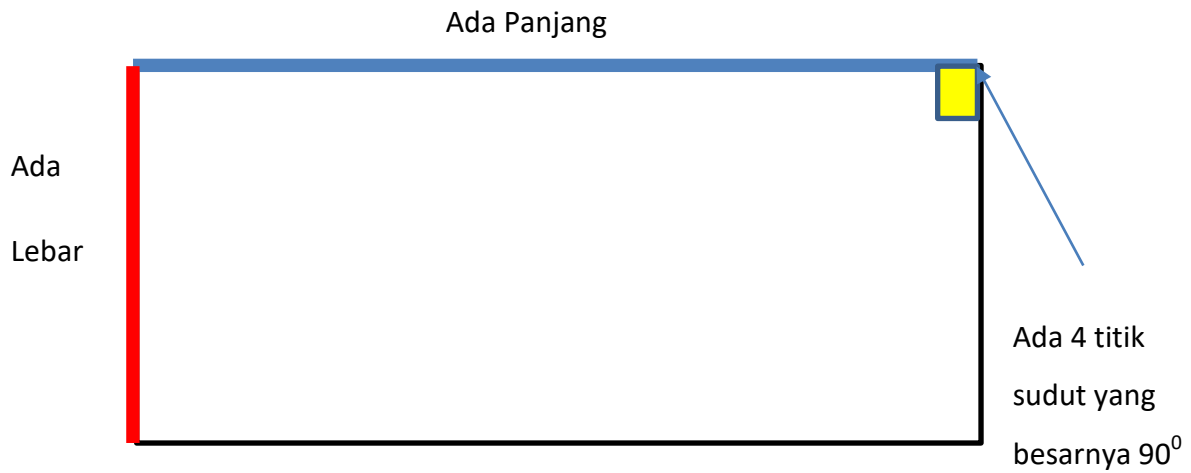 Ada Panjang
Ada
Lebar
Ada 4 titik
sudut yang
besarnya 90⁰